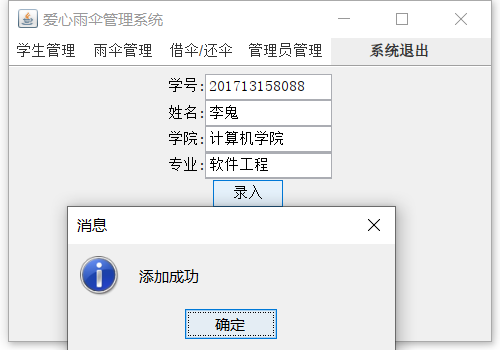 爱心雨伞管理系统
学生管理 雨伞管理 借伞/还伞 管理员管理 系统退出
学号:201713158088
姓名:李鬼
学院:计算机学院
专业:软件工程
录入
消息
添加成功
确定